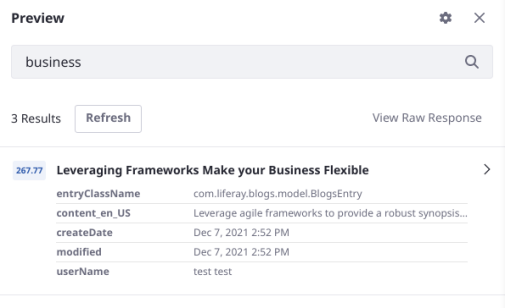 Preview
business
3 Results Refresh View Raw Response
267.77 Leveraging Frameworks Make your Business Flexible
entryClassName com.liferay.blogs.model.BlogsEntry
content_en_US Leverage agile frameworks to provide a robust synopsis...
createDate Dec 7, 2021 2:52 PM
modified Dec 7, 2021 2:52 PM
userName test test